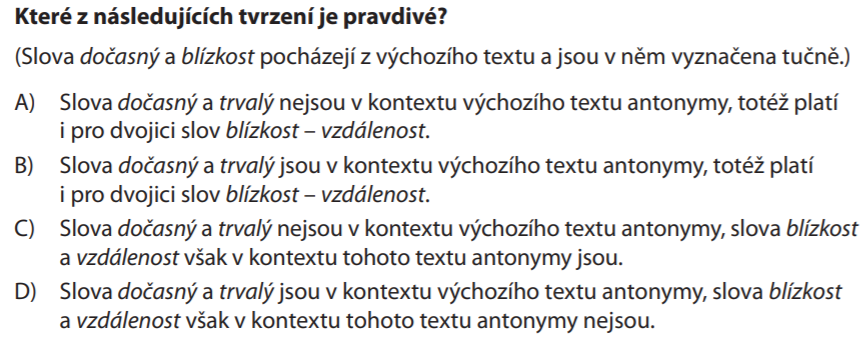 Které z následujících tvrzení je pravdivé?
(Slova dočasný a blízkost pocházejí z výchozího textu a jsou v něm vyznačena tučně.)
A) Slova dočasný a trvalý nejsou v kontextu výchozího textu antonymy, totéž platí
i pro dvojici slov blízkost – vzdálenost.
B) Slova dočasný a trvalý jsou v kontextu výchozího textu antonymy, totéž platí
i pro dvojici slov blízkost – vzdálenost.
C) Slova dočasný a trvalý nejsou v kontextu výchozího textu antonymy, slova blízkost
a vzdálenost však v kontextu tohoto textu antonymy jsou.
D) Slova dočasný a trvalý jsou v kontextu výchozího textu antonymy, slova blízkost
a vzdálenost však v kontextu tohoto textu antonymy nejsou.